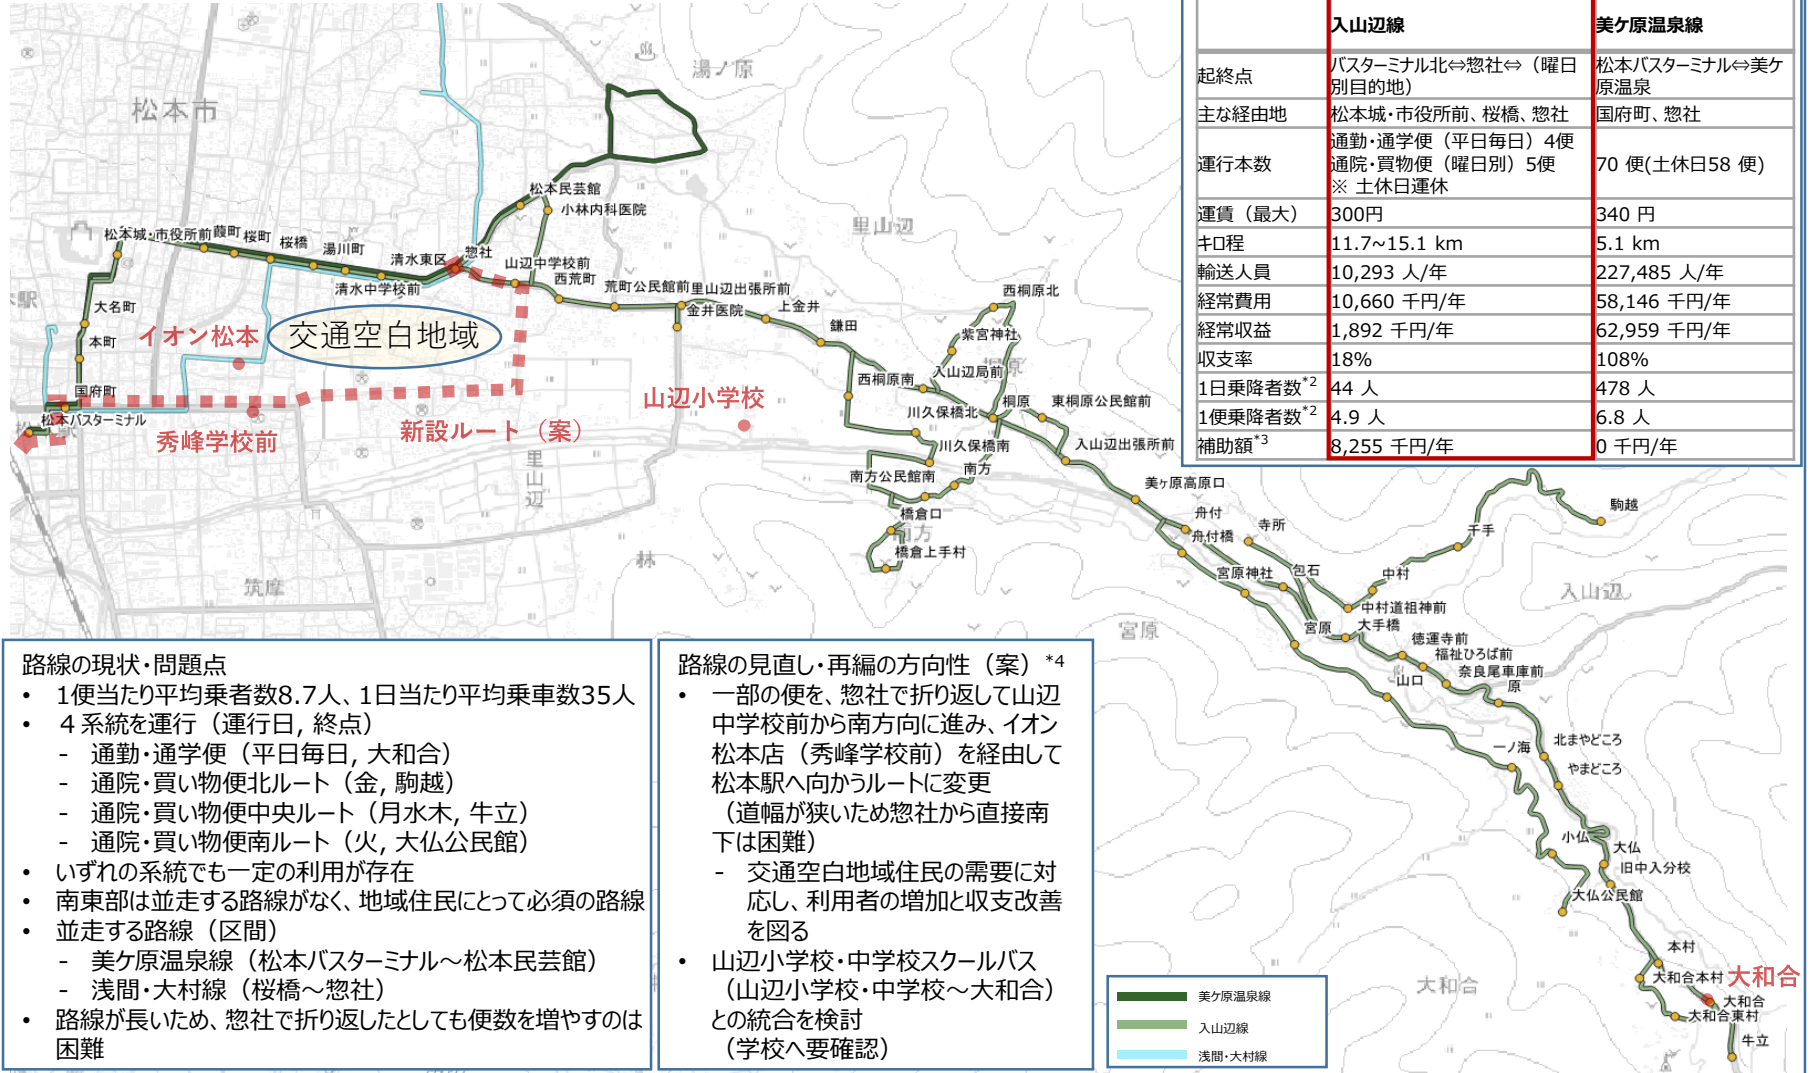 入山辺線 美ケ原温泉線
起終点 バスターミナル北⇔惣社⇔（曜日別目的地） 松本バスターミナル⇔美ケ原温泉
主な経由地 松本城・市役所前、桜橋、惣社 国府町、惣社
運行本数 通勤・通学便（平日毎日）4便 70 便(土休日58 便)
通院・買物便（曜日別）5便
※ 土休日運休
運賃（最大） 300円 340 円
キロ程 11.7~15.1 km 5.1 km
輸送人員 10,293 人/年 227,485 人/年
経常費用 10,660 千円/年 58,146 千円/年
経常収益 1,892 千円/年 62,959 千円/年
収支率 18% 108%
1日乗降者数*2 44 人 478 人
1便乗降者数*2 4.9 人 6.8 人
補助額*3 8,255 千円/年 0 千円/年
湯ノ原
松本市
松本民芸館
小林内科医院
里山辺
松本城・市役所前
葭町
桜町
桜橋
湯川町
清水東区
惣社
清水中学校前
山辺中学校前
西荒町
荒町公民館前
里山辺出張所前
金井医院
上金井
鎌田
西桐原北
紫宮神社
入山辺局前
西桐原南
川久保橋北
桐原
東桐原公民館前
川久保橋南
入山辺出張所前
南方公民館南
南方
橋倉口
南方
橋倉上手村
大名町
本町
国府町
松本バスターミナル
イオン松本
交通空白地域
秀峰学校前
新設ルート（案）
山辺小学校
里山辺
林
筑摩
美ヶ原高原口
舟付
舟付橋
寺所
千手
駒越
宮原神社
包石
中村
中村道祖神前
入山辺
宮原
宮原
大手橋
徳運寺前
福祉ひろば前
奈良尾車庫前
原
山口
一ノ海
北まやどころ
やまどころ
小仏
大仏
旧中入分校
大仏公民館
本村
大和合本村
大和合
大和合
大和合東村
牛立
大和合
路線の現状・問題点
• 1便当たり平均乗者数8.7人、1日当たり平均乗車数35人
• ４系統を運行（運行日, 終点）
- 通勤・通学便（平日毎日, 大和合）
- 通院・買い物便北ルート（金, 駒越）
- 通院・買い物便中央ルート（月水木, 牛立）
- 通院・買い物便南ルート（火, 大仏公民館）
• いずれの系統でも一定の利用が存在
• 南東部は並走する路線がなく、地域住民にとって必須の路線
• 並走する路線（区間）
- 美ケ原温泉線（松本バスターミナル～松本民芸館）
- 浅間・大村線（桜橋～惣社）
• 路線が長いため、惣社で折り返したとしても便数を増やすのは
困難
路線の見直し・再編の方向性（案）*4
• 一部の便を、惣社で折り返して山辺
中学校前から南方向に進み、イオン
松本店（秀峰学校前）を経由して
松本駅へ向かうルートに変更
（道幅が狭いため惣社から直接南
下は困難）
- 交通空白地域住民の需要に対
応し、利用者の増加と収支改善
を図る
• 山辺小学校・中学校スクールバス
（山辺小学校・中学校～大和合）
との統合を検討
（学校へ要確認）
美ケ原温泉線
入山辺線
浅間・大村線